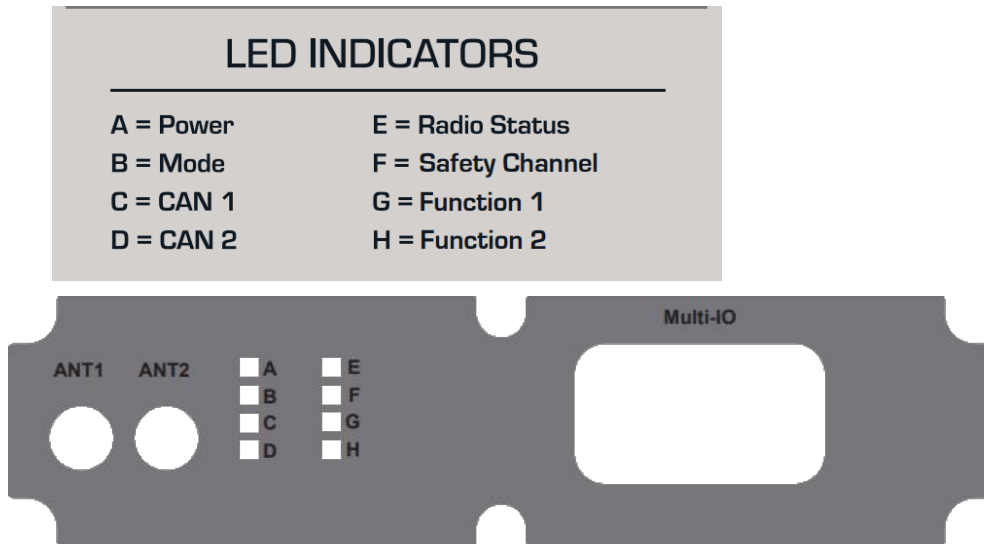 LED INDICATORS
A = Power
B = Mode
C = CAN 1
D = CAN 2
E = Radio Status
F = Safety Channel
G = Function 1
H = Function 2
Multi-IO
ANT1
ANT2
A
B
C
D
E
F
G
H